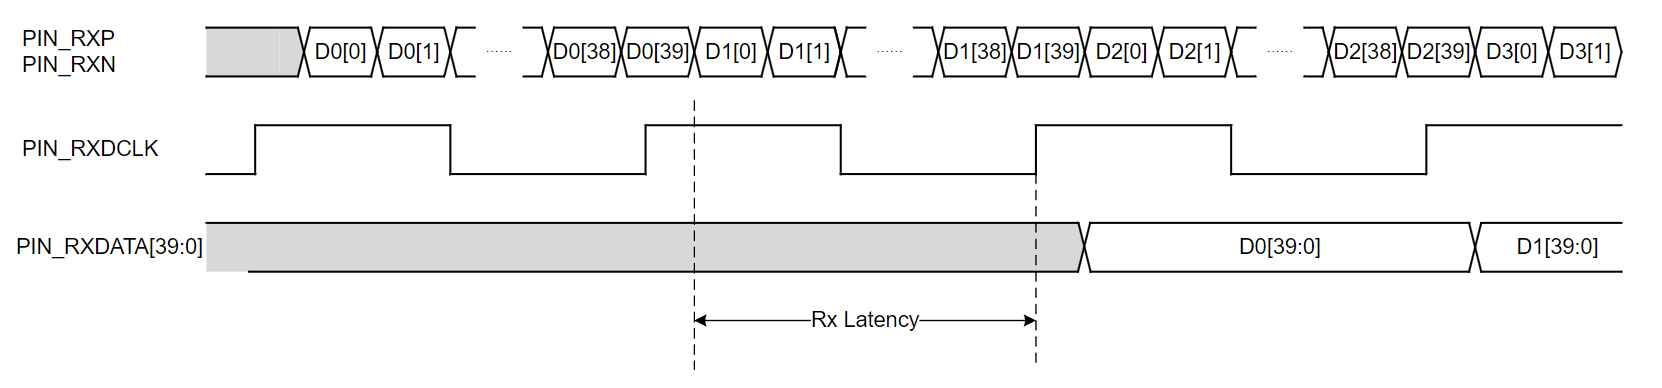 PIN_RXP
PIN_RXN
D0[0] D0[1] ...... D0[38] D0[39] D1[0] D1[1] ...... D1[38] D1[39] D2[0] D2[1] ...... D2[38] D2[39] D3[0] D3[1]
PIN_RXDCLK
PIN_RXDATA[39:0] D0[39:0] D1[39:0]
Rx Latency